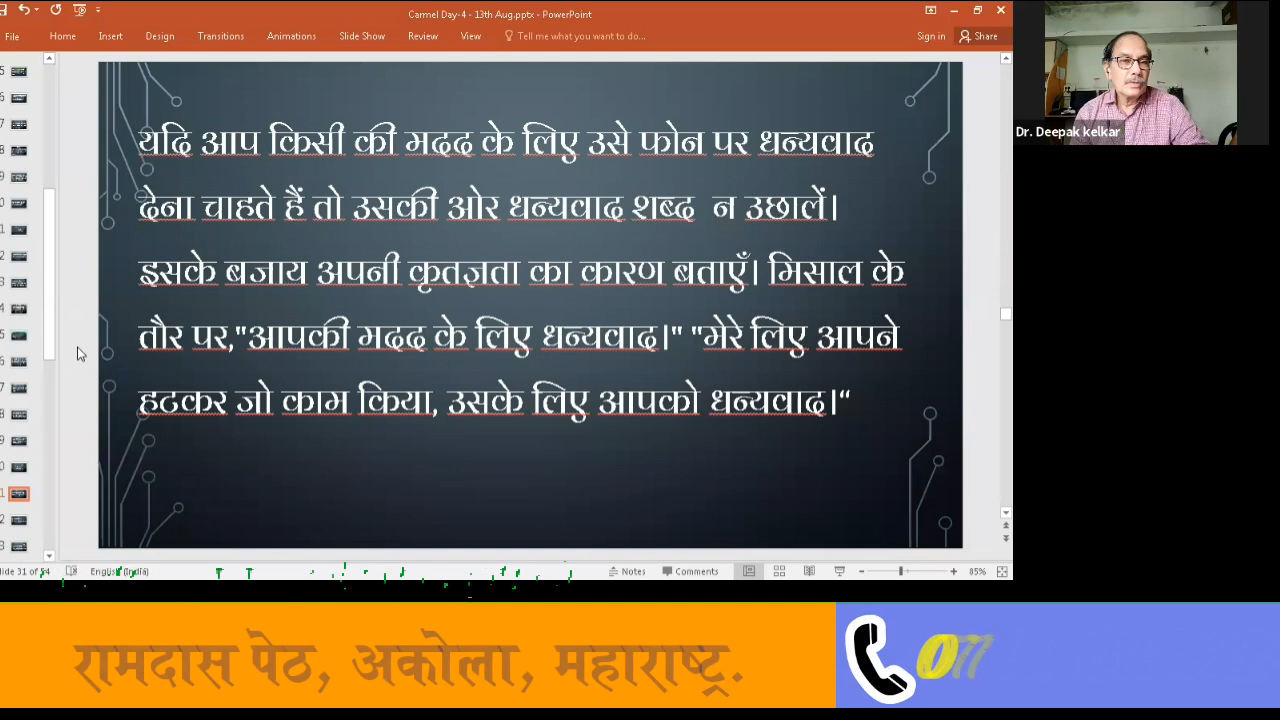 Carmel Day-4 - 13th Aug.pptx - PowerPoint
File Home Insert Design Transitions Animations Slide Show Review View Tell me what you want to do... Sign in Share
यदि आप किसी की मदद के लिए उसे फोन पर धन्यवाद
देना चाहते हैं तो उसकी ओर धन्यवाद शब्द न उछालें।
इसके बजाय अपनी कृतज्ञता का कारण बताएँ। मिसाल के
तौर पर,"आपकी मदद के लिए धन्यवाद।" "मेरे लिए आपने
हटकर जो काम किया, उसके लिए आपको धन्यवाद।“
Dr. Deepak kelkar
lide 31 of 54 English (India) Notes Comments 85%
रामदास पेठ, अकोला, महाराष्ट्र.
077